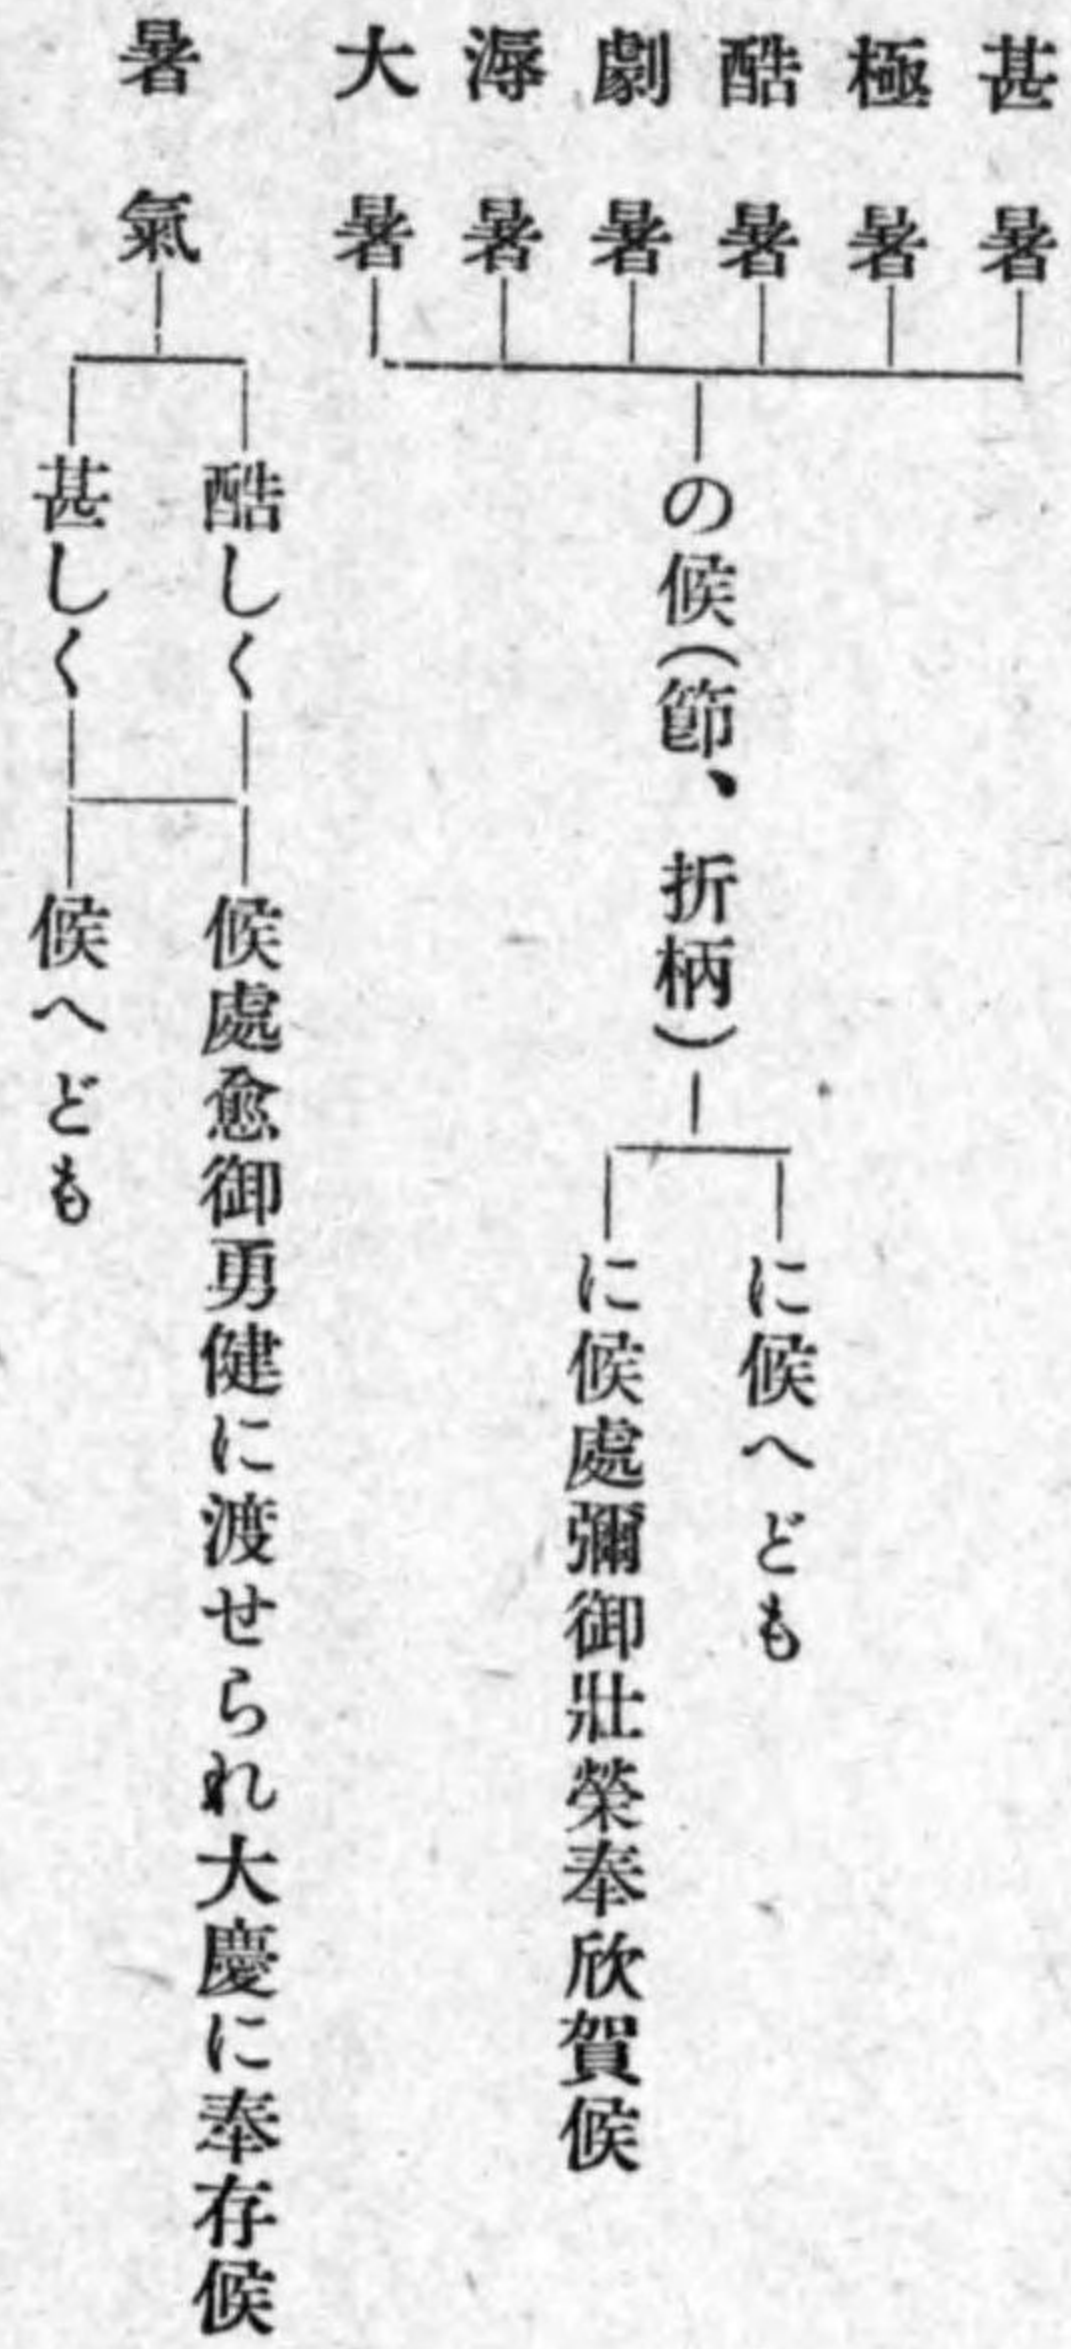 甚暑
極暑
酷暑
劇暑
溽暑
大暑
の候(節、折柄)
に候へども
に候處彌御壯榮奉欣賀候
暑氣
酷しく
甚しく
候處愈御勇健に渡せられ大慶に奉存候
候へども